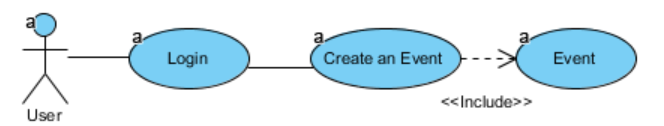 a
User
a
Login
a
Create an Event
<<Include>>
a
Event